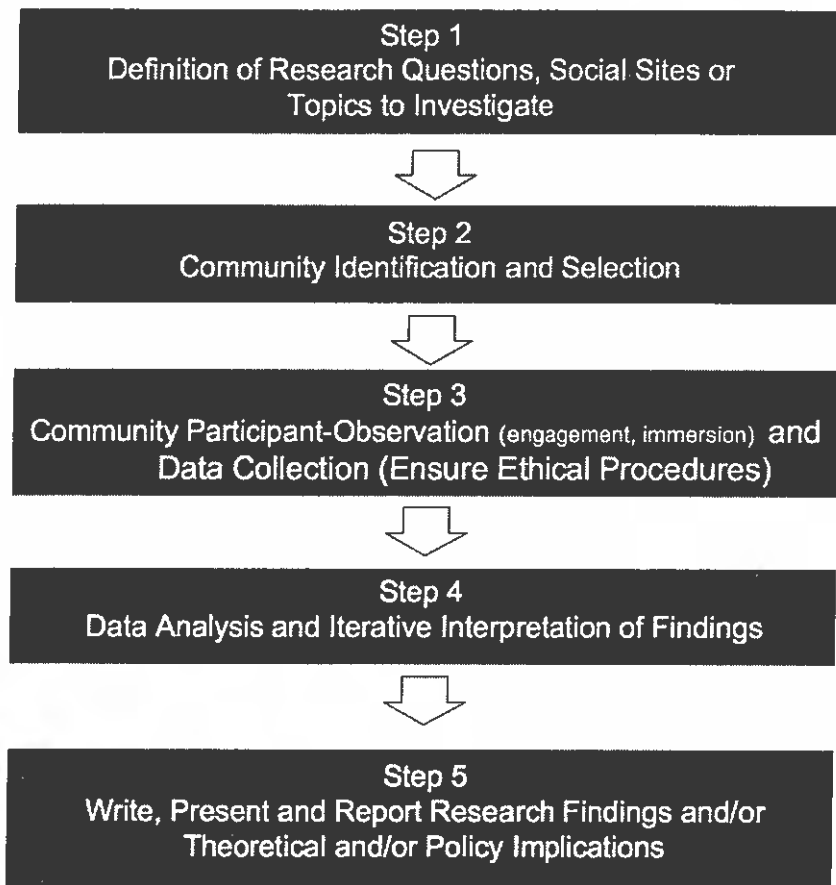 Step 1
Definition of Research Questions, Social Sites or
Topics to Investigate
Step 2
Community Identification and Selection
Step 3
Community Participant-Observation (engagement, immersion) and
Data Collection (Ensure Ethical Procedures)
Step 4
Data Analysis and Iterative Interpretation of Findings
Step 5
Write, Present and Report Research Findings and/or
Theoretical and/or Policy Implications